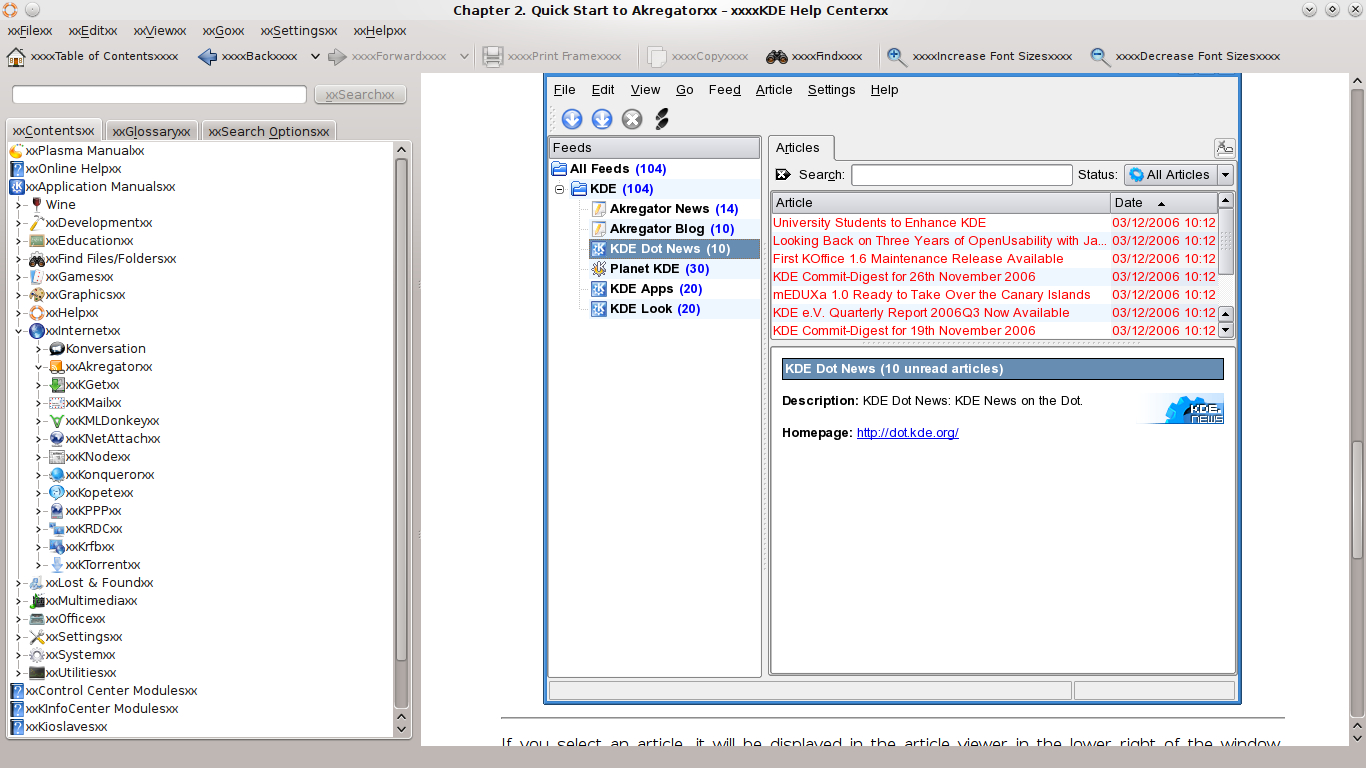 Chapter 2. Quick Start to Akregatorxx – xxxxKDE Help Centerxx
xxFilexx xxEditxx xxViewxx xxGoxx xxSettingsxx xxHelpxx
xxxxTable of Contentsxxxx xxxxBackxxxx xxxxForwardxxxx xxxxPrint Framexxxx xxxxCopyxxxx xxxxFindxxxx xxxxIncrease Font Sizesxxxx xxxxDecrease Font Sizesxxxx
xxSearchxx
xxContentsxx xxGlossaryxx xxSearch Optionsxx
xxPlasma Manualxx
xxOnline Helpxx
xxApplication Manualsxx
Wine
xxDevelopmentxx
xxEducationxx
xxFind Files/Foldersxx
xxGamesxx
xxGraphicsxx
xxHelpxx
xxInternetxx
Konversation
xxAkregatorxx
xxKGetxx
xxKMailxx
xxKMLDonkeyxx
xxKNetAttachxx
xxKNodexx
xxKonquerorxx
xxKopetexx
xxKPPPxx
xxKRDCxx
xxKrfbxx
xxKTorrentxx
xxLost & Foundxx
xxMultimediaxx
xxOfficexx
xxSettingsxx
xxSystemxx
xxUtilitiesxx
xxControl Center Modulesxx
xxKInfoCenter Modulesxx
xxKioslavesxx
File Edit View Go Feed Article Settings Help
Feeds
All Feeds (104)
KDE (104)
Akregator News (14)
Akregator Blog (10)
KDE Dot News (10)
Planet KDE (30)
KDE Apps (20)
KDE Look (20)
Articles
Search: Status: All Articles
Article Date
University Students to Enhance KDE 03/12/2006 10:12
Looking Back on Three Years of OpenUsability with Ja... 03/12/2006 10:12
First KOffice 1.6 Maintenance Release Available 03/12/2006 10:12
KDE Commit-Digest for 26th November 2006 03/12/2006 10:12
mEDUXa 1.0 Ready to Take Over the Canary Islands 03/12/2006 10:12
KDE e.V. Quarterly Report 2006Q3 Now Available 03/12/2006 10:12
KDE Commit-Digest for 19th November 2006 03/12/2006 10:12
KDE Dot News (10 unread articles)
Description: KDE Dot News: KDE News on the Dot.
KDE.
NEWS
Homepage: http://dot.kde.org/
If you select an article, it will be displayed in the article viewer in the lower right of the window.